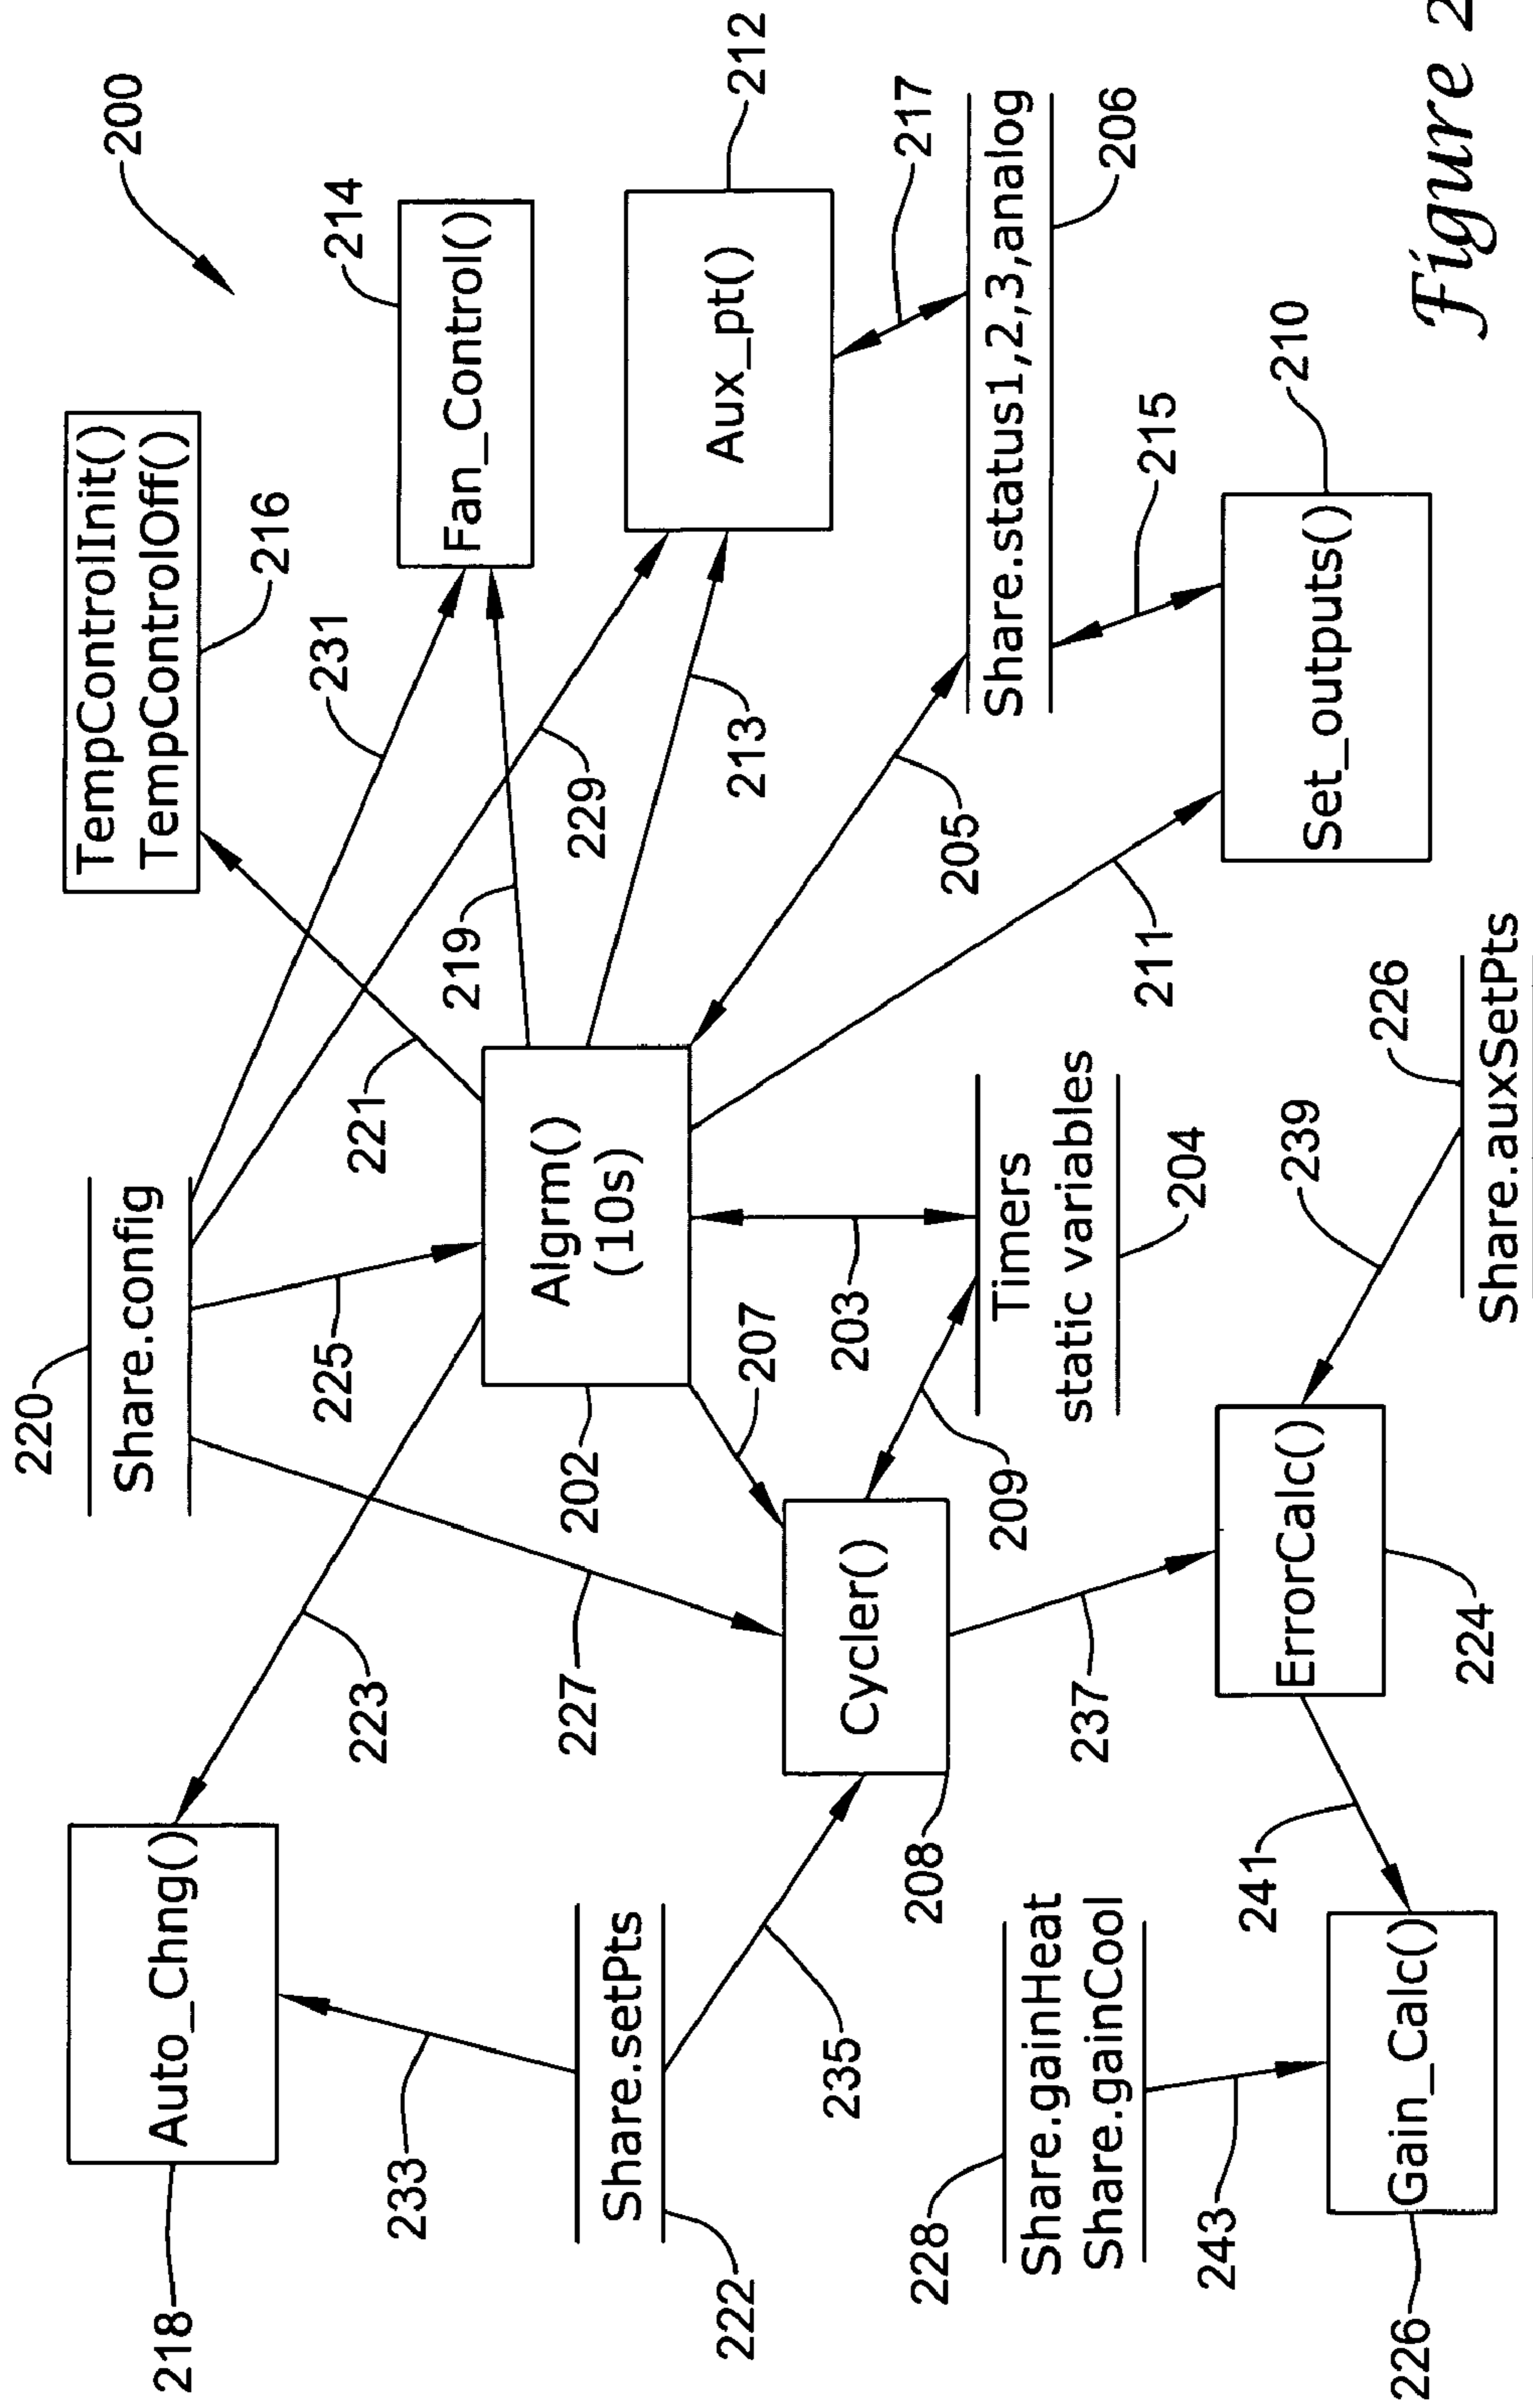 200
220
Share.config
TempControlInit()
TempControlOff()
216
218
Auto_Chng()
223
225
221
231
214
Fan_Control()
233
227
202
Algrm()
(10s)
219
229
213
212
Aux_pt()
217
222
Share.setPts
235
208
Cycler()
207
203
209
205
Share.status1,2,3,analog
206
228
Share.gainHeat
Share.gainCool
237
Timers
static variables
204
211
215
243
241
239
210
Set_outputs()
226
Gain_Calc()
ErrorCalc()
224
226
Share.auxSetPts
Figure 2